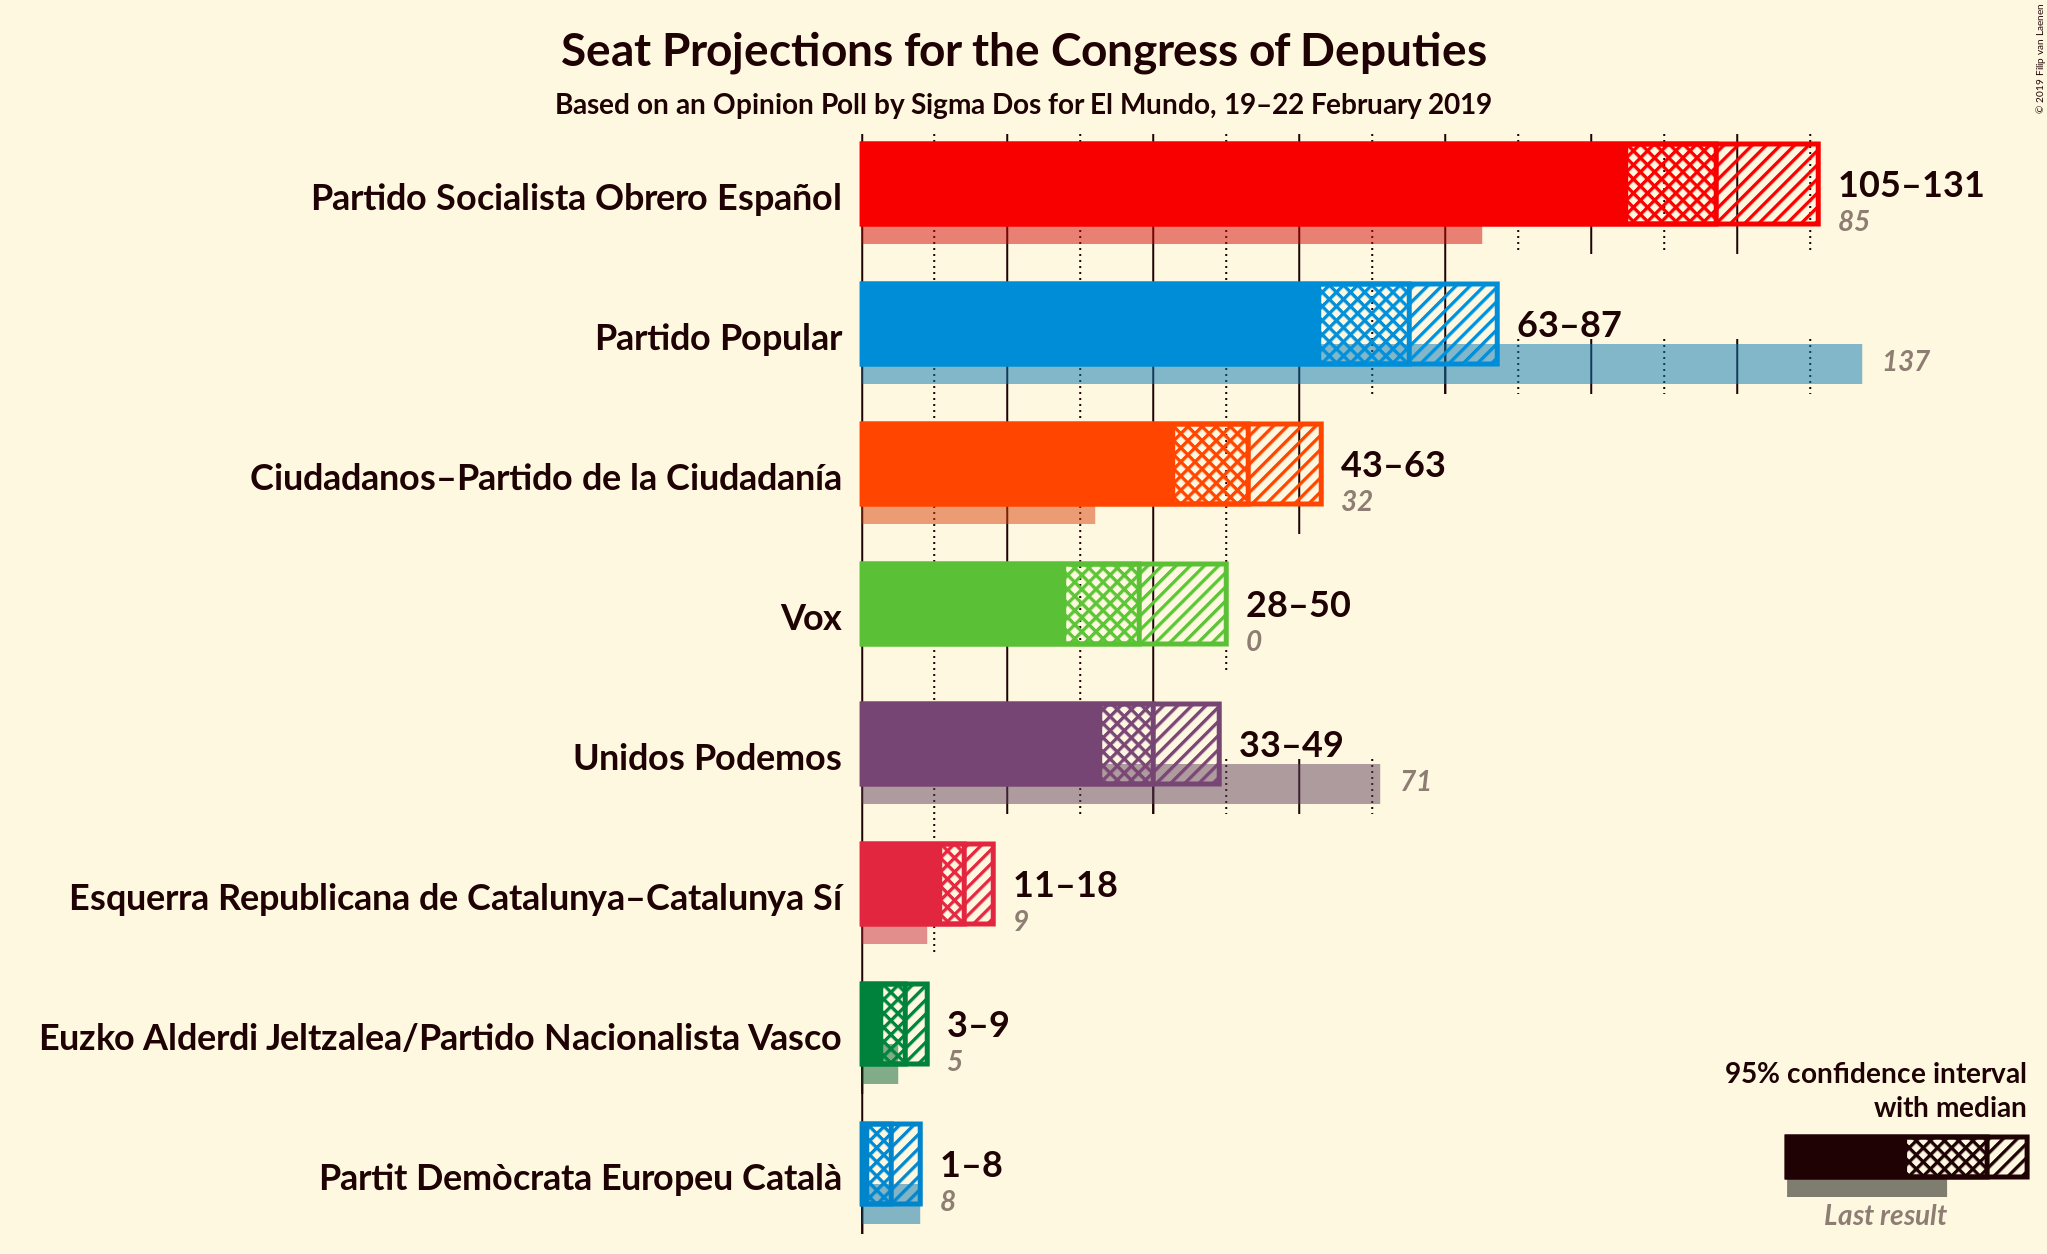 Seat Projections for the Congress of Deputies
Based on an Opinion Poll by Sigma Dos for El Mundo, 19–22 February 2019
© 2019 Filip van Laenen
Partido Socialista Obrero Español
105–131
85
Partido Popular
63–87
137
Ciudadanos–Partido de la Ciudadanía
43–63
32
Vox
28–50
0
Unidos Podemos
33–49
71
Esquerra Republicana de Catalunya–Catalunya Sí
11–18
9
Euzko Alderdi Jeltzalea/Partido Nacionalista Vasco
3–9
5
Partit Demòcrata Europeu Català
1–8
8
95% confidence interval
with median
Last result